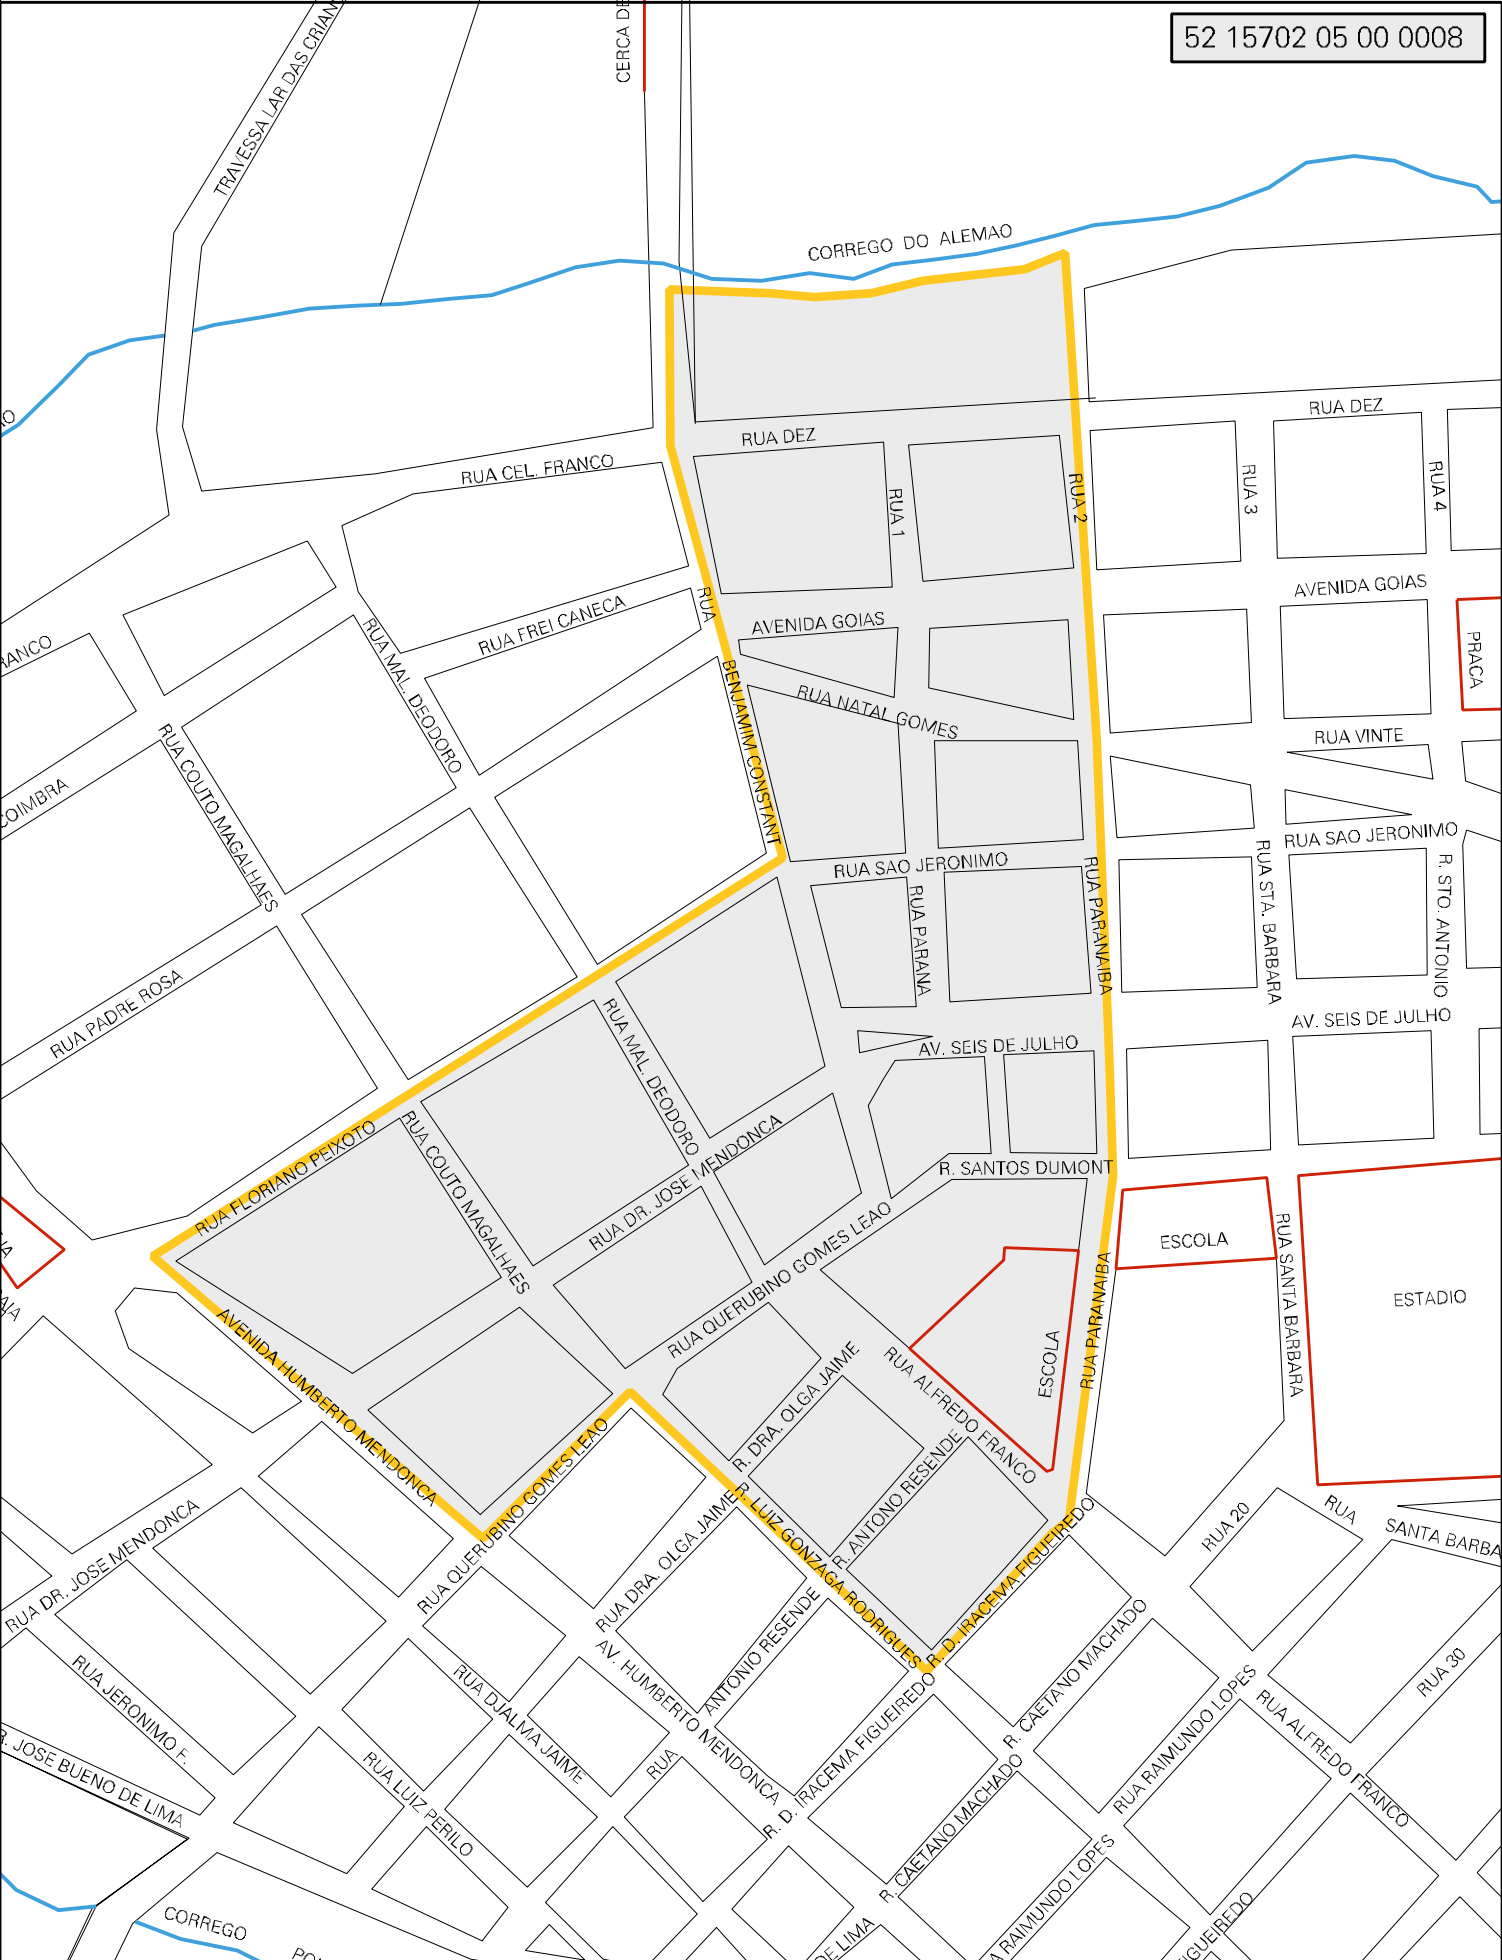 52 15702 05 00 0008
TRAVESSA LAR DAS
CERCA
CORREGO DO ALEMAO
RUA DEZ
RUA DEZ
RUA CEL. FRANCO
RUA 1
RUA 2
RUA 3
RUA 4
AVENIDA GOIAS
AVENIDA GOIAS
RUA FREI CANECA
RUA
BENJAMIM CONSTANT
RUA MAL. DEODORO
PRACA
RUA NATAL GOMES
RUA VINTE
RUA COUTO MAGALHAES
COIMBRA
RUA SAO JERONIMO
RUA SAO JERONIMO
RUA PARANA
RUA PARANAIBA
RUA STA. BARBARA
R. STO. ANTONIO
RUA PADRE ROSA
RUA MAL. DEODORO
AV. SEIS DE JULHO
AV. SEIS DE JULHO
RUA FLORIANO PEIXOTO
RUA COUTO MAGALHAES
RUA DR. JOSE MENDONCA
R. SANTOS DUMONT
RUA QUERUBINO GOMES LEAO
ESCOLA
RUA SANTA BARBARA
ESTADIO
RUA PARANAIBA
ESCOLA
AVENIDA HUMBERTO MENDONCA
R. DRA. OLGA JAIME
RUA ALFREDO FRANCO
R. ANTONO RESENDE
RUA QUERUBINO GOMES LEAO
R. LUIZ GONZAGA RODRIGUES
R. D. IRACEMA FIGUEIREDO
RUA 20
RUA
SANTA
RUA DR. JOSE MENDONCA
RUA DRA. OLGA JAIME
ANTONIO RESENDE
AV. HUMBERTO MENDONCA
R. D. IRACEMA FIGUEIREDO
R. CAETANO MACHADO
RUA RAIMUNDO LOPES
RUA ALFREDO FRANCO
RUA 30
RUA JERONIMO F.
RUA DJALMA JAIME
RUA
R. JOSE BUENO DE LIMA
RUA LUIZ PERILO
R. CAETANO MACHADO
RAIMUNDO LOPES
CORREGO
LIMA